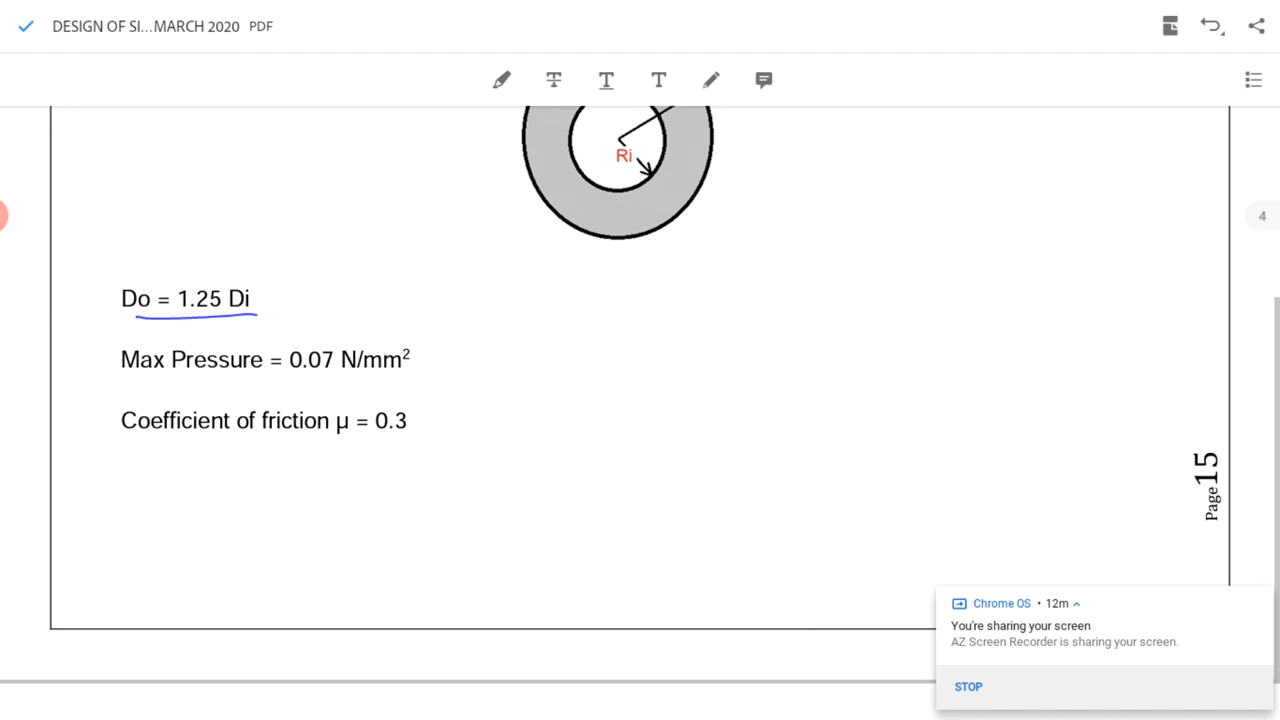 DESIGN OF SI...MARCH 2020 PDF
Ri
4
Do = 1.25 Di
Max Pressure = 0.07 N/mm²
Coefficient of friction μ = 0.3
Page 15
Chrome OS • 12m
You're sharing your screen
AZ Screen Recorder is sharing your screen.
STOP